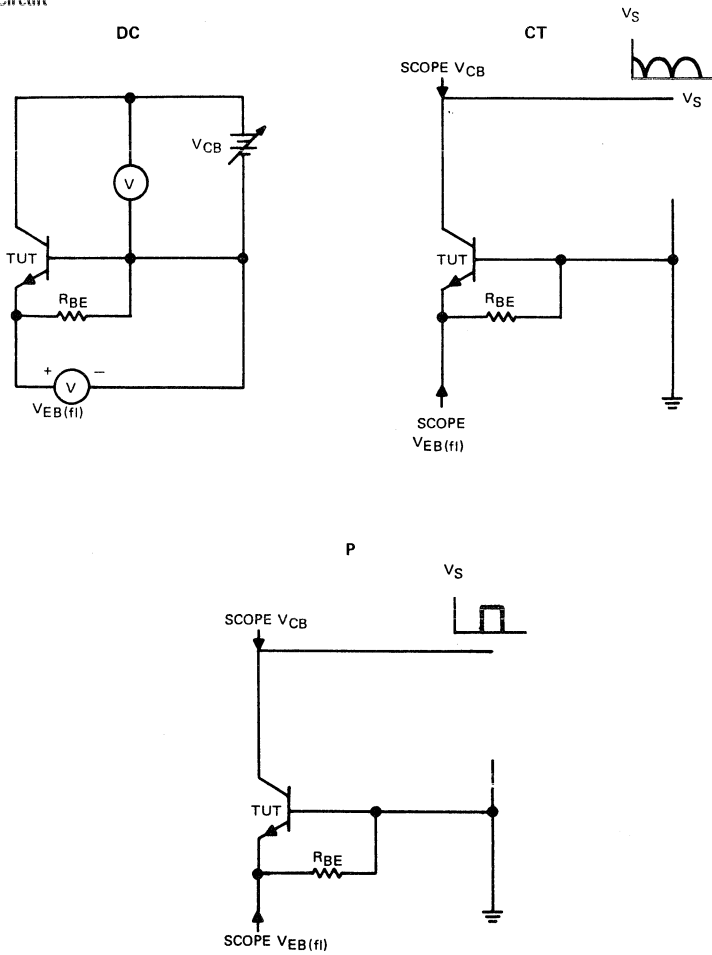 DC
CT
VS
SCOPE VCB
VS
VCB
V
TUT
RBE
+ V −
VEB(fl)
TUT
RBE
SCOPE
VEB(fl)
P
VS
SCOPE VCB
TUT
RBE
SCOPE VEB(fl)